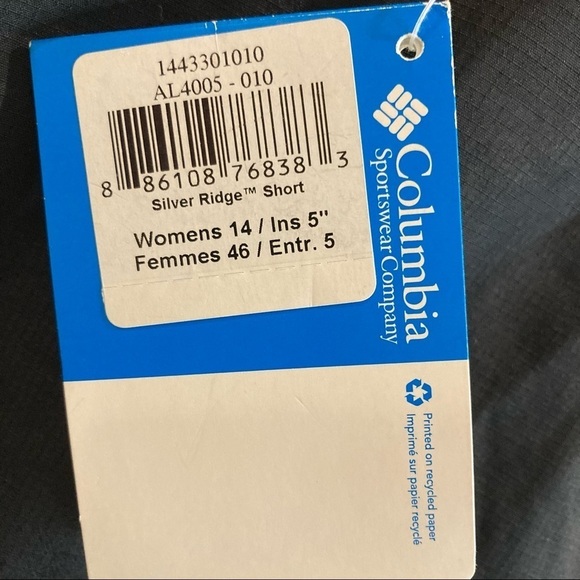 1443301010
AL4005 - 010
8 86108 76838 3
Silver Ridge™ Short
Womens 14 / Ins 5"
Femmes 46 / Entr. 5
Columbia
Sportswear Company
Printed on recycled paper
Imprimé sur papier recyclé